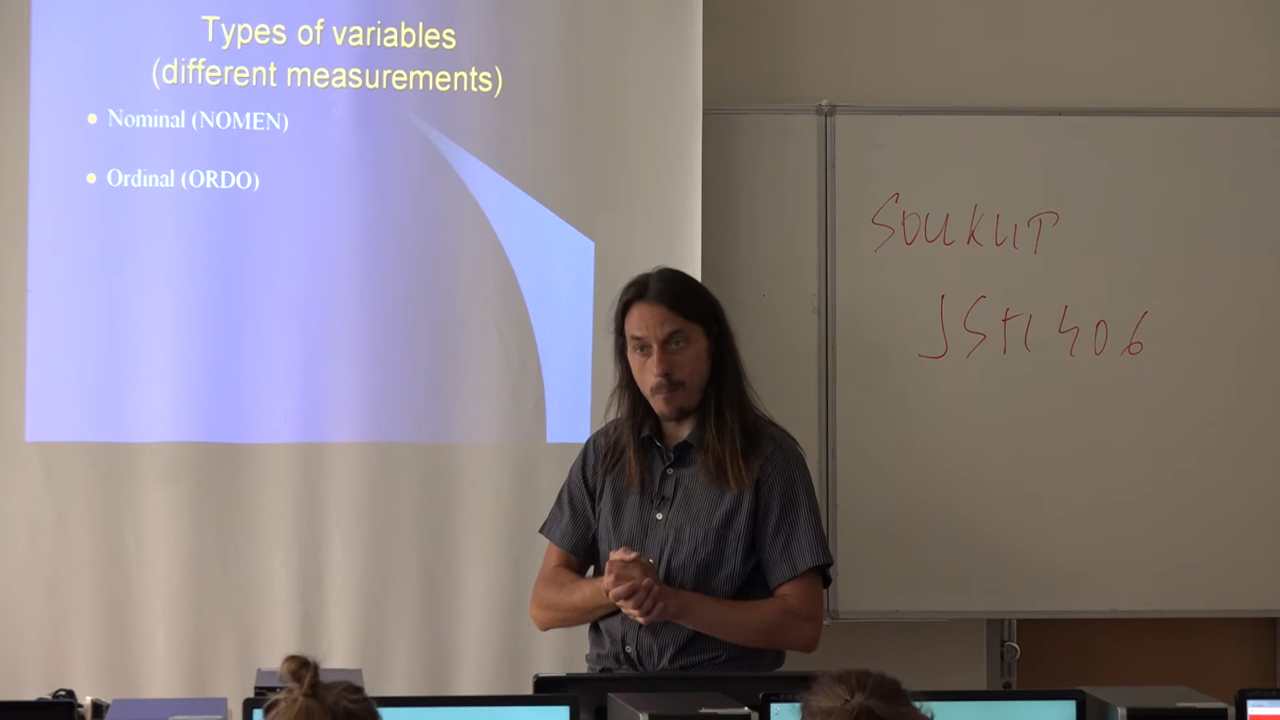 Types of variables
(different measurements)
• Nominal (NOMEN)
• Ordinal (ORDO)
SOUKUP
JSM406